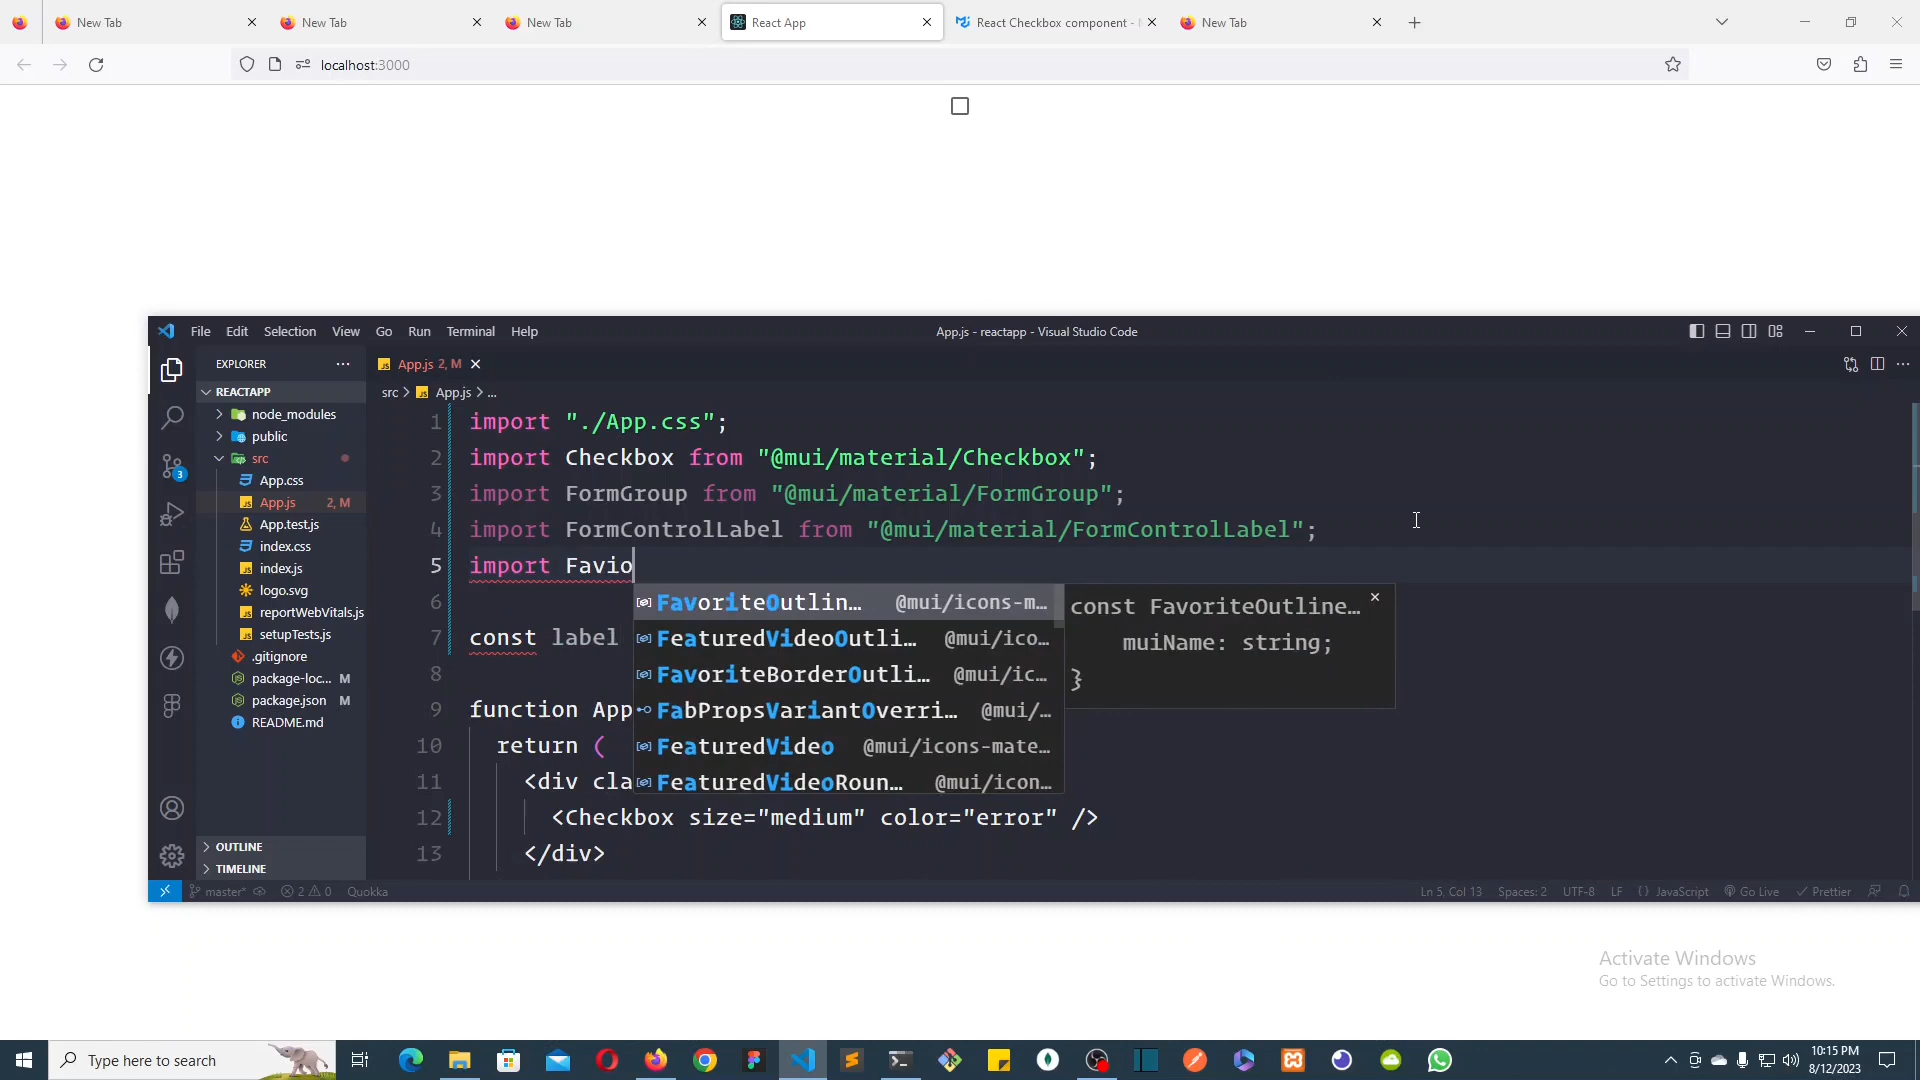 New Tab
New Tab
New Tab
React App
React Checkbox component -
New Tab
localhost:3000
File Edit Selection View Go Run Terminal Help
App.js - reactapp - Visual Studio Code
EXPLORER
App.js 2, M
REACTAPP
src > App.js > ...
node_modules
public
src
App.css
App.js 2, M
App.test.js
index.css
index.js
logo.svg
reportWebVitals.js
setupTests.js
.gitignore
package-loc... M
package.json M
README.md
3
OUTLINE
TIMELINE
1 import "./App.css";
2 import Checkbox from "@mui/material/Checkbox";
3 import FormGroup from "@mui/material/FormGroup";
4 import FormControlLabel from "@mui/material/FormControlLabel";
5 import Favio
6
7 const label
8
9 function App
10 return (
11 <div cla
12 <Checkbox size="medium" color="error" />
13 </div>
FavoriteOutlin... @mui/icons-m...
FeaturedVideoOutli... @mui/ico...
FavoriteBorderOutli... @mui/ic...
FabPropsVariantOverri... @mui/...
FeaturedVideo @mui/icons-mate...
FeaturedVideoRoun... @mui/icon...
const FavoriteOutline...
muiName: string;
}
master* 2 0 Quokka
Ln 5, Col 13 Spaces: 2 UTF-8 LF {} JavaScript Go Live Prettier
Activate Windows
Go to Settings to activate Windows.
Type here to search
10:15 PM
8/12/2023